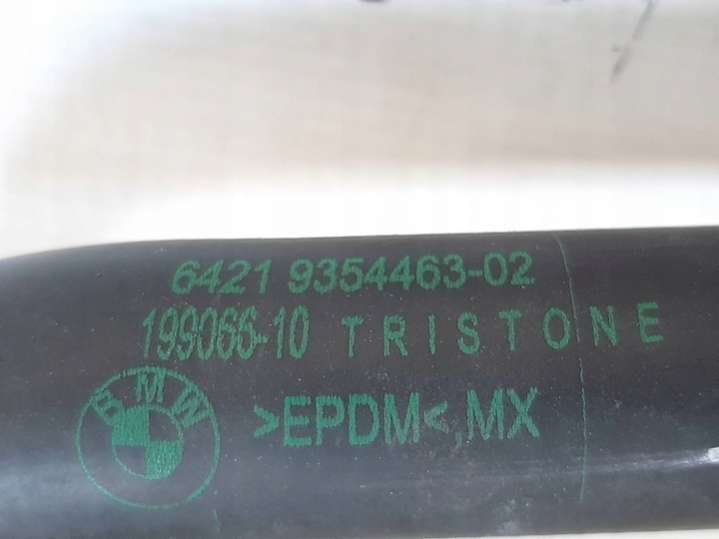 6421 9354463-02
199066-10 TRISTONE
BMW
>EPDM<,MX